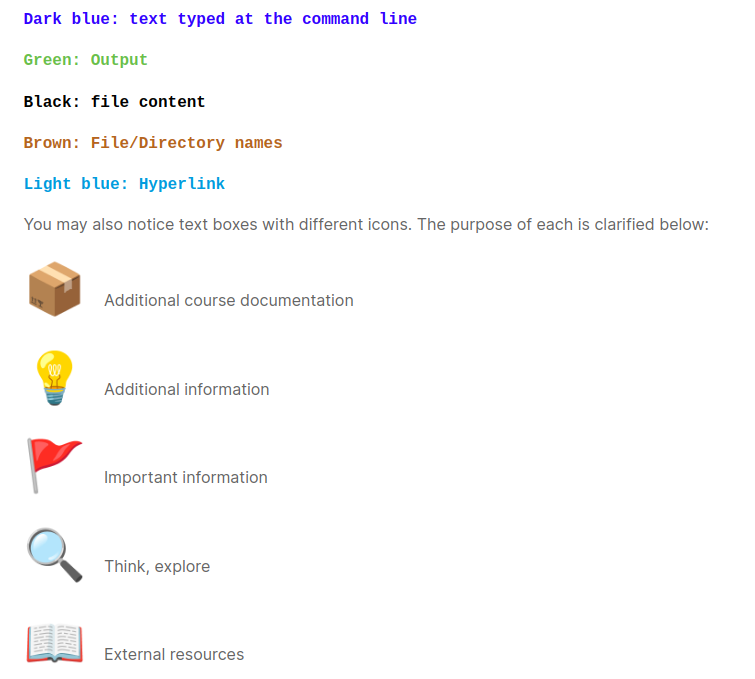 Dark blue: text typed at the command line
Green: Output
Black: file content
Brown: File/Directory names
Light blue: Hyperlink
You may also notice text boxes with different icons. The purpose of each is clarified below:
Additional course documentation
Additional information
Important information
Think, explore
External resources